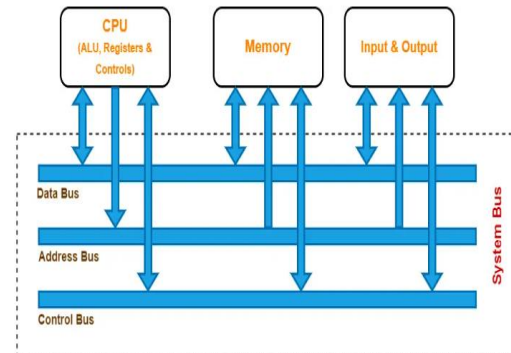 CPU
(ALU, Registers &
Controls)
Memory
Input & Output
Data Bus
Address Bus
Control Bus
System Bus